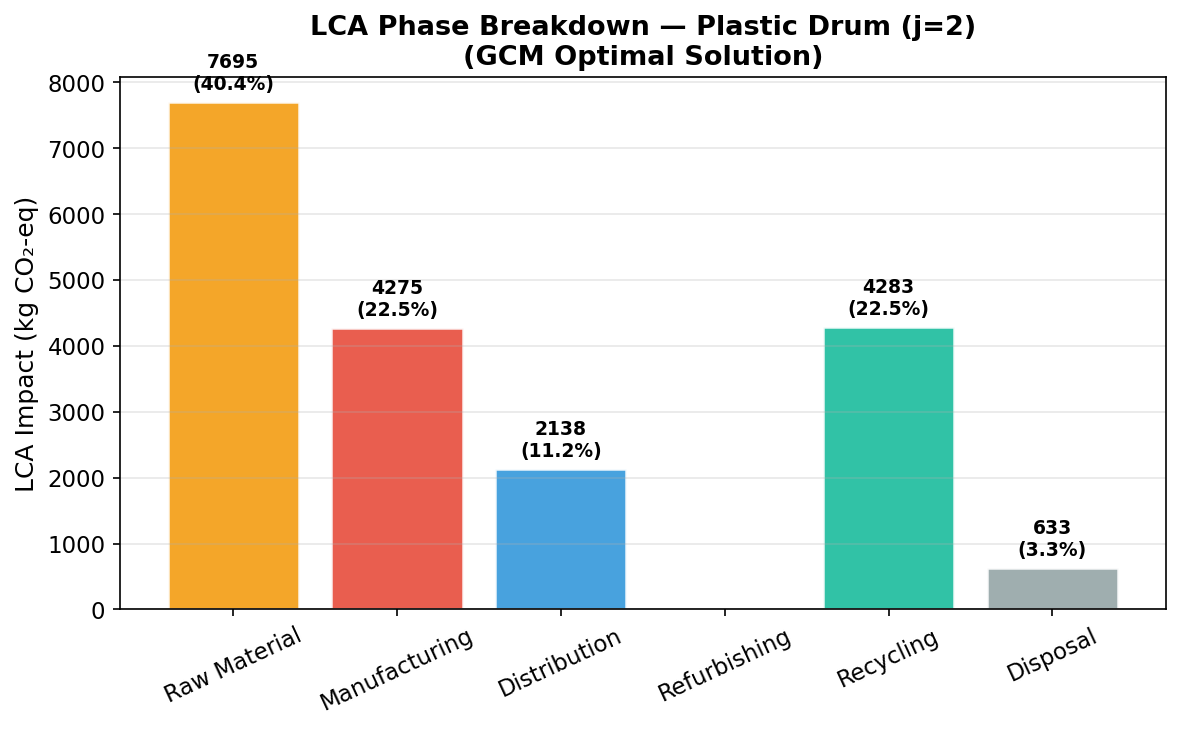 LCA Phase Breakdown — Plastic Drum (j=2)
(GCM Optimal Solution)
LCA Impact (kg CO₂-eq)
8000
7000
6000
5000
4000
3000
2000
1000
0
7695
(40.4%)
4275
(22.5%)
2138
(11.2%)
4283
(22.5%)
633
(3.3%)
Raw Material
Manufacturing
Distribution
Refurbishing
Recycling
Disposal